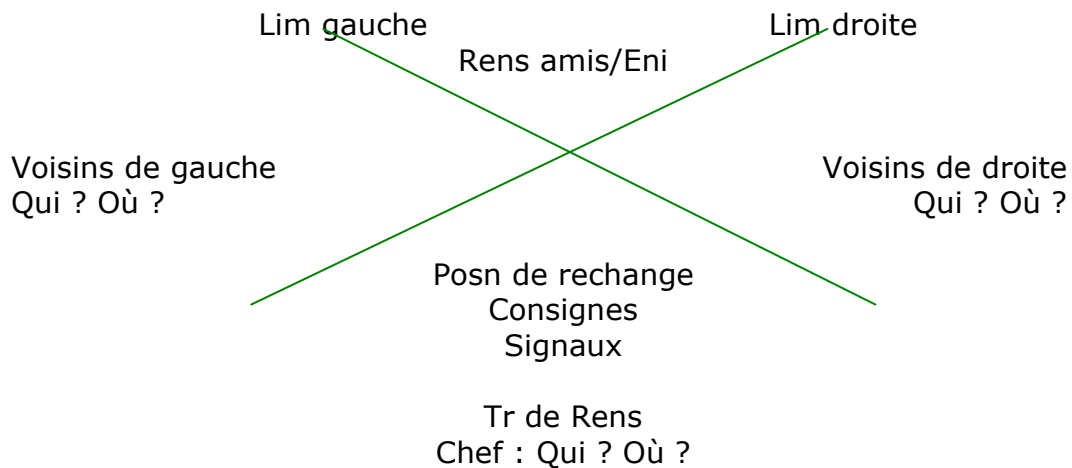 Lim gauche
Lim droite
Rens amis/Eni
Voisins de gauche
Qui ? Où ?
Voisins de droite
Qui ? Où ?
Posn de rechange
Consignes
Signaux
Tr de Rens
Chef : Qui ? Où ?